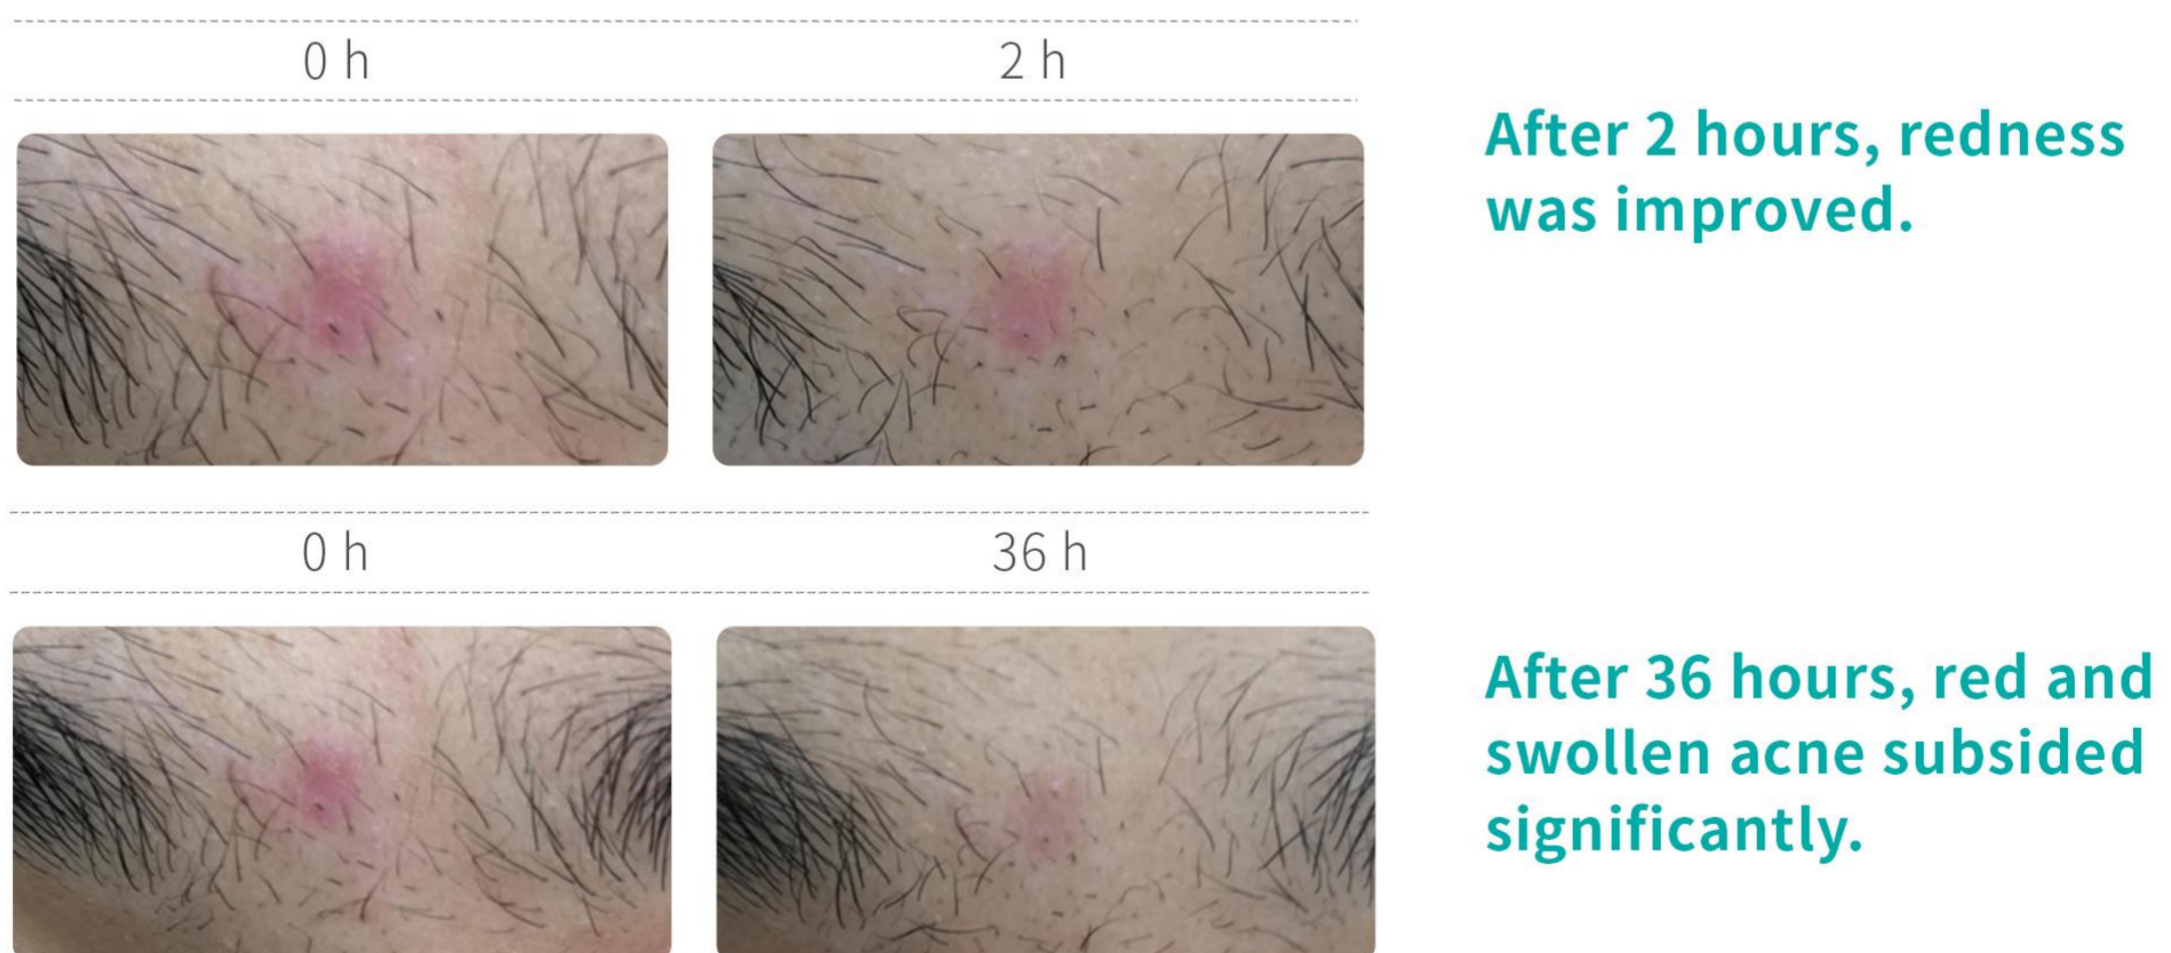 0 h
2 h
After 2 hours, redness
was improved.
0 h
36 h
After 36 hours, red and
swollen acne subsided
significantly.